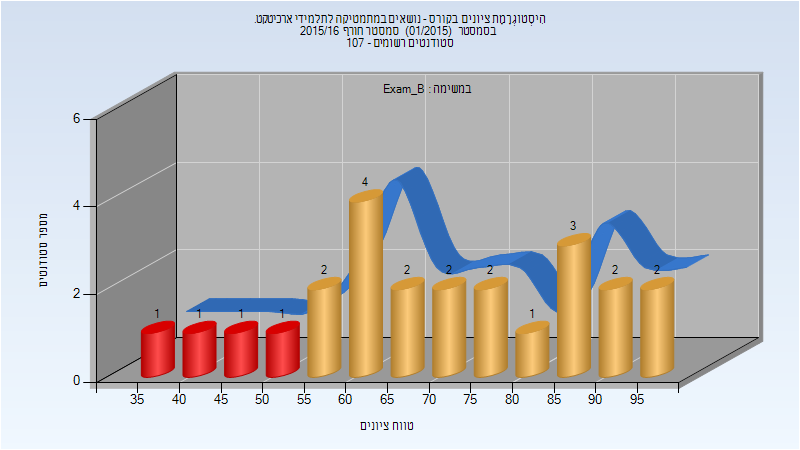 היסטוגרמת ציונים בקורס - נושאים במתמטיקה לתלמידי ארכיטקט.
בסמסטר (01/2015) סמסטר חורף 2015/16
סטודנטים רשומים - 107
במשימה : Exam_B
מספר סטודנטים
6
4
2
0
1 1 1 1 2 4 2 2 2 1 3 2 2
35 40 45 50 55 60 65 70 75 80 85 90 95
טווח ציונים